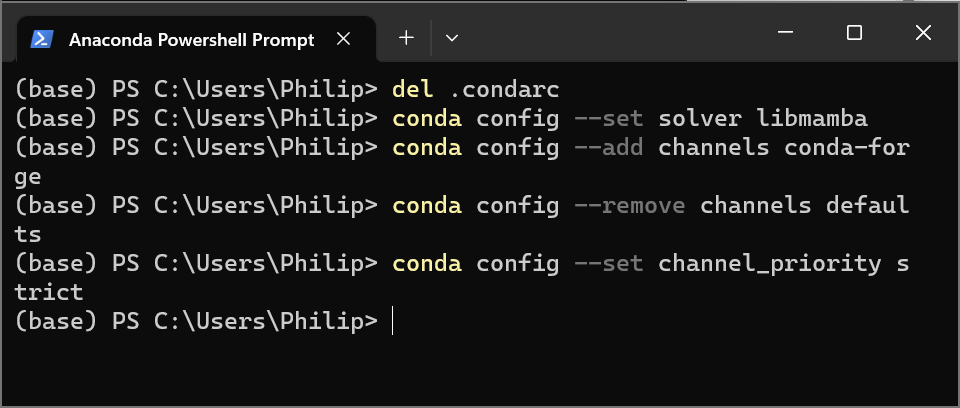 Anaconda Powershell Prompt
(base) PS C:\Users\Philip> del .condarc
(base) PS C:\Users\Philip> conda config --set solver libmamba
(base) PS C:\Users\Philip> conda config --add channels conda-for
ge
(base) PS C:\Users\Philip> conda config --remove channels defaul
ts
(base) PS C:\Users\Philip> conda config --set channel_priority s
trict
(base) PS C:\Users\Philip>